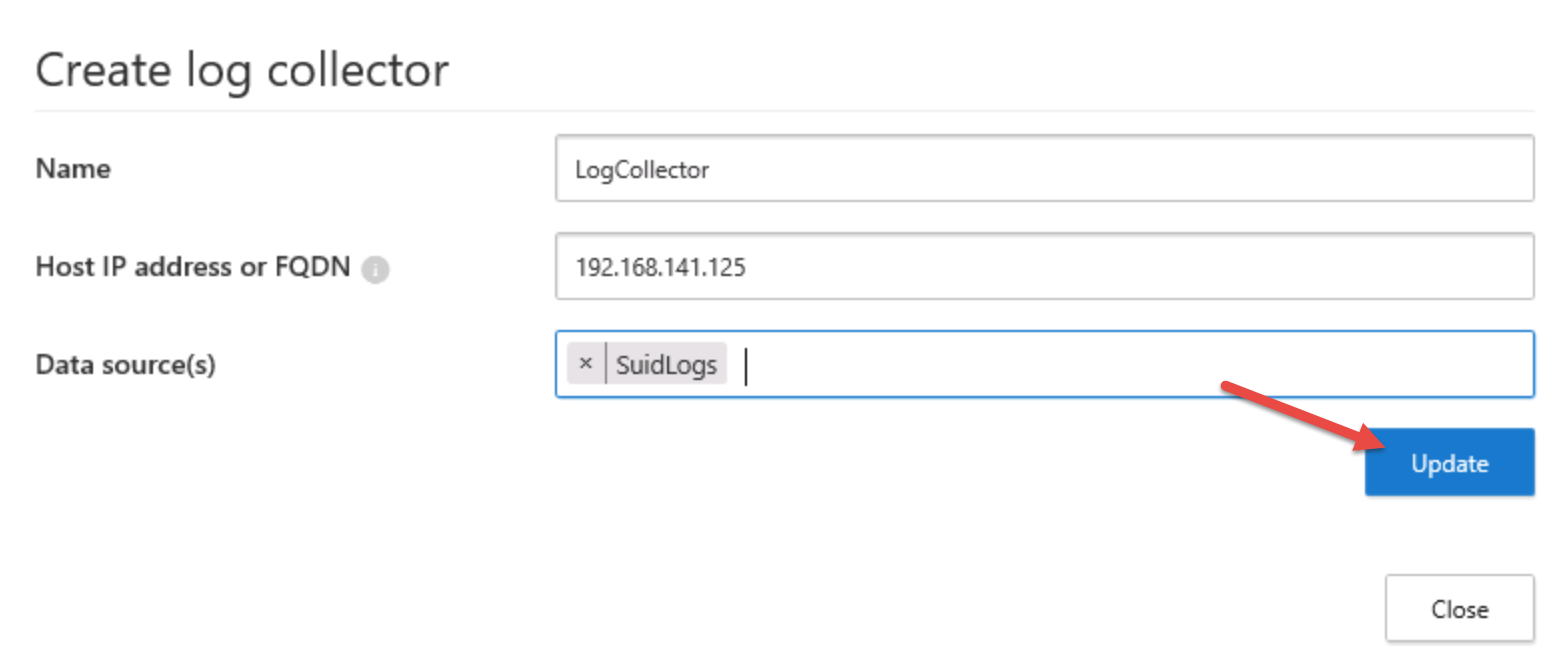 Create log collector
Name
LogCollector
Host IP address or FQDN i
192.168.141.125
Data source(s)
× SuidLogs
Update
Close